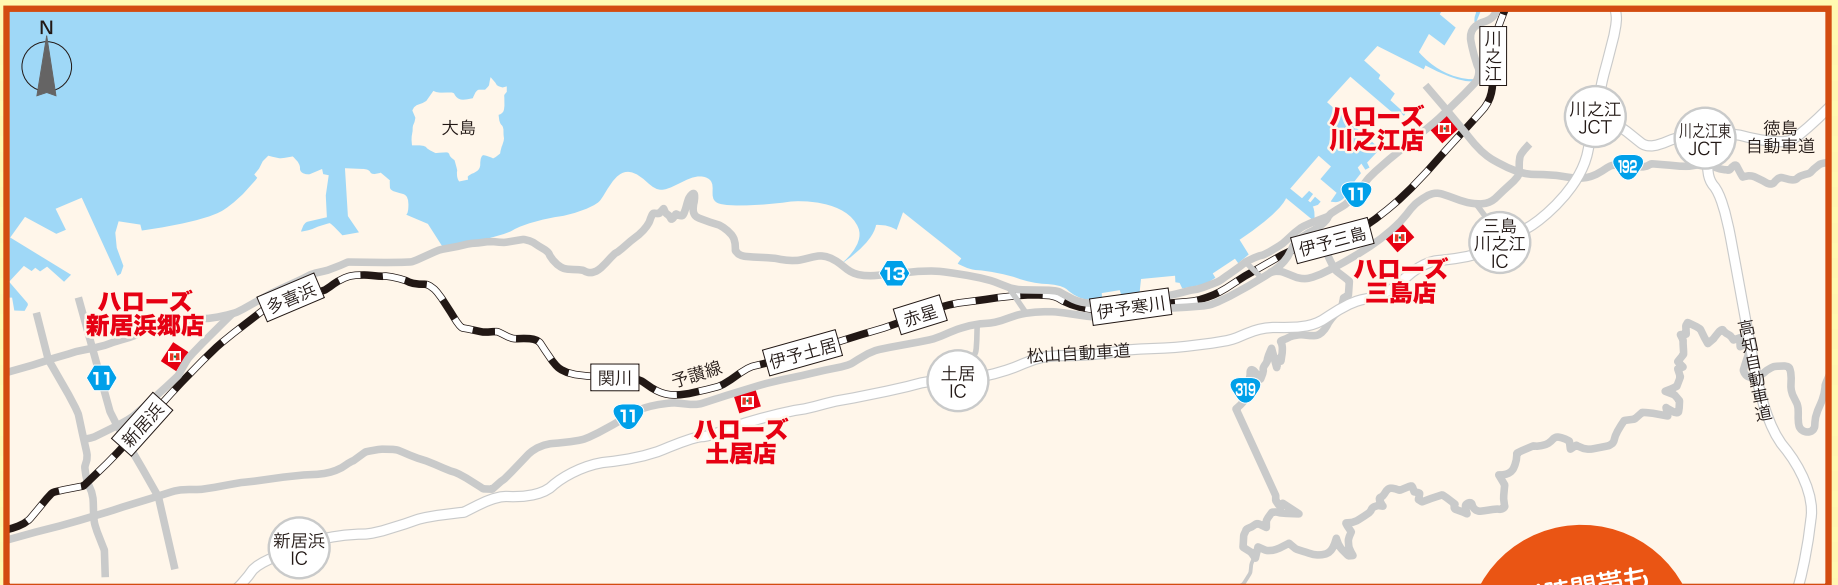 N
大島
川之江
ハローズ
川之江店
川之江
JCT
川之江東
JCT
徳島
自動車道
192
11
伊予三島
三島
川之江
IC
ハローズ
三島店
13
ハローズ
新居浜郷店
多喜浜
11
新居浜
関川
予讃線
伊予土居
赤星
伊予寒川
松山自動車道
土居
IC
11
ハローズ
土居店
319
高知自動車道
新居浜
IC
時間帯も